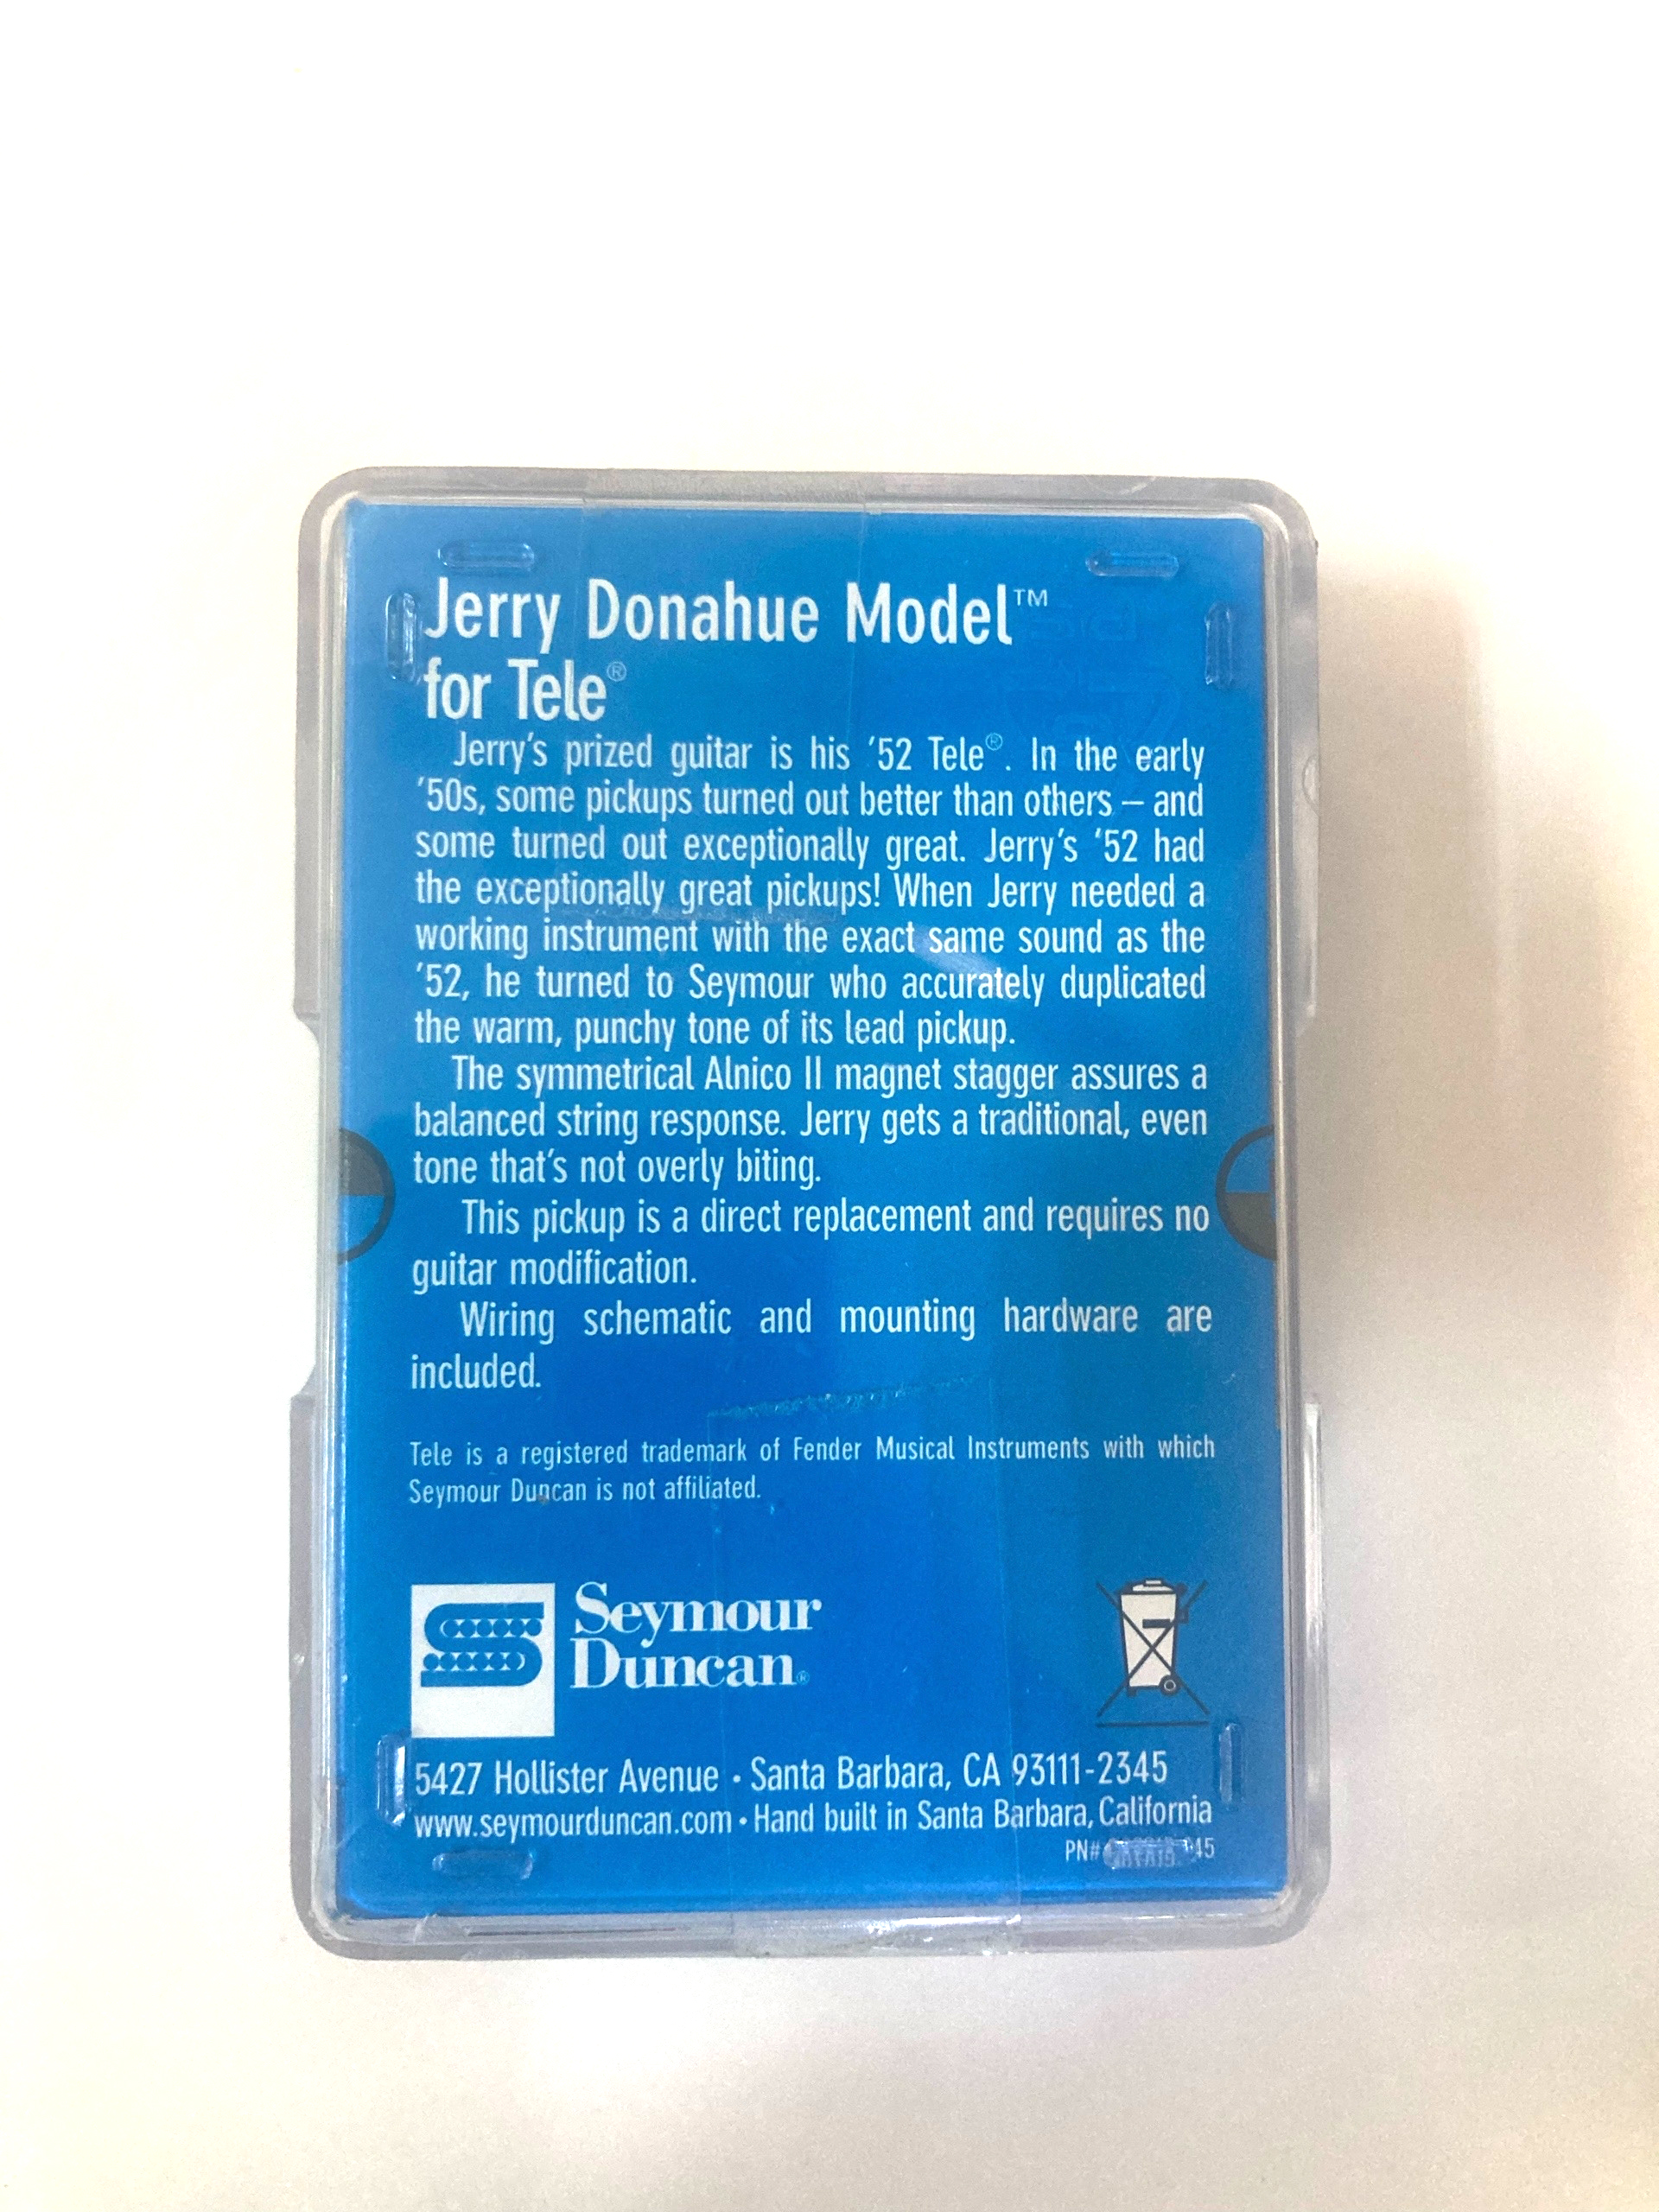 Jerry Donahue Model™
for Tele®
Jerry's prized guitar is his '52 Tele®. In the early
'50s, some pickups turned out better than others – and
some turned out exceptionally great. Jerry's '52 had
the exceptionally great pickups! When Jerry needed a
working instrument with the exact same sound as the
'52, he turned to Seymour who accurately duplicated
the warm, punchy tone of its lead pickup.
The symmetrical Alnico II magnet stagger assures a
balanced string response. Jerry gets a traditional, even
tone that's not overly biting.
This pickup is a direct replacement and requires no
guitar modification.
Wiring schematic and mounting hardware are
included.
Tele is a registered trademark of Fender Musical Instruments with which
Seymour Duncan is not affiliated.
Seymour
Duncan®
5427 Hollister Avenue • Santa Barbara, CA 93111-2345
www.seymourduncan.com • Hand built in Santa Barbara, California
PN#